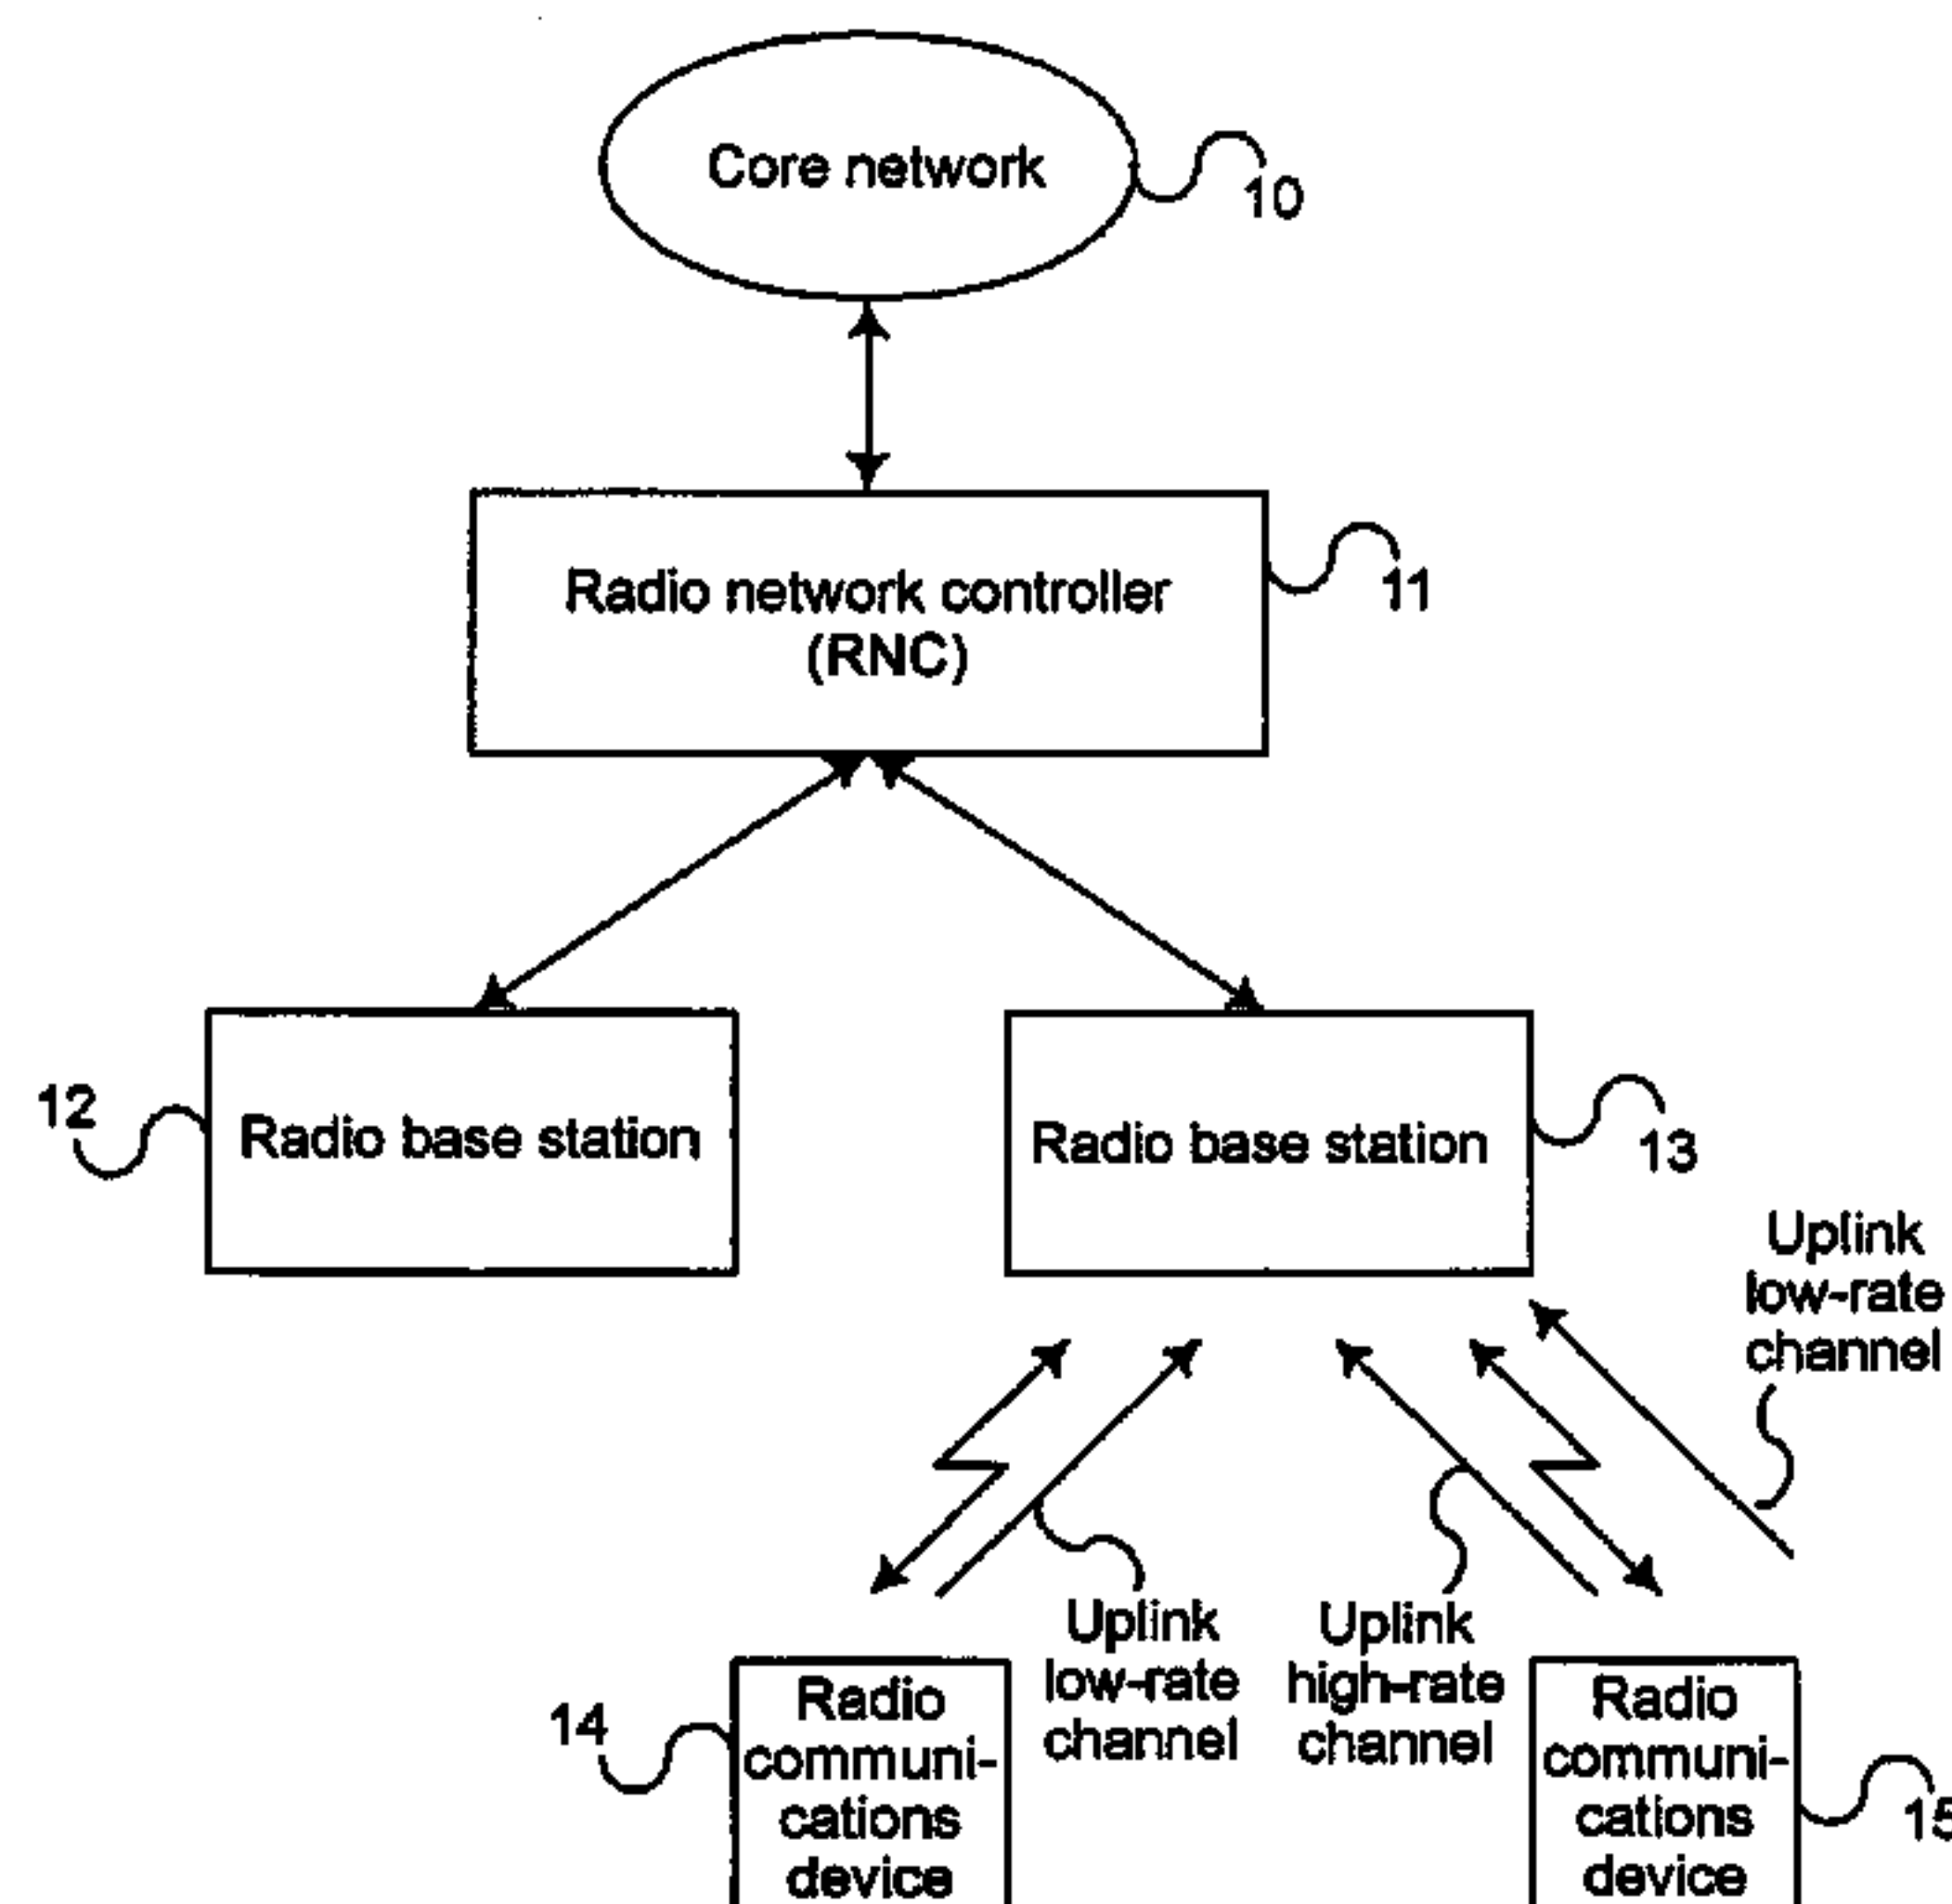 Core network
10
Radio network controller
(RNC)
11
12
Radio base station
Radio base station
13
Uplink
low-rate
channel
Uplink
low-rate
channel
Uplink
high-rate
channel
14
Radio
communi-
cations
device
Radio
communi-
cations
device
15